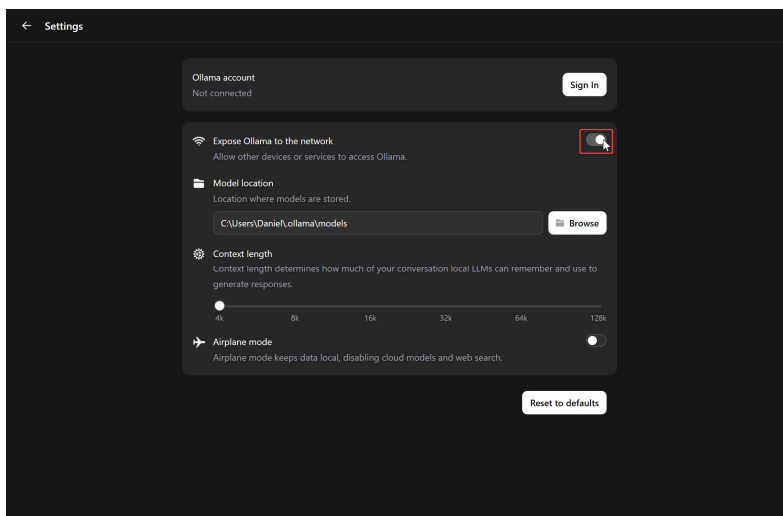 Settings
Ollama account
Not connected
Sign In
Expose Ollama to the network
Allow other devices or services to access Ollama.
Model location
Location where models are stored.
C:\Users\Daniel\.ollama\models
Browse
Context length
Context length determines how much of your conversation local LLMs can remember and use to
generate responses.
4k 8k 16k 32k 64k 128k
Airplane mode
Airplane mode keeps data local, disabling cloud models and web search.
Reset to defaults